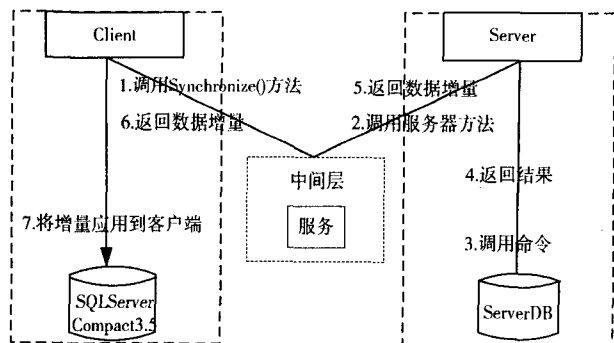 Client
Server
1.调用Synchronize()方法
5.返回数据增量
6.返回数据增量
2.调用服务器方法
中间层
4.返回结果
服务
7.将增量应用到客户端
3.调用命令
SQLServer
Compact3.5
ServerDB